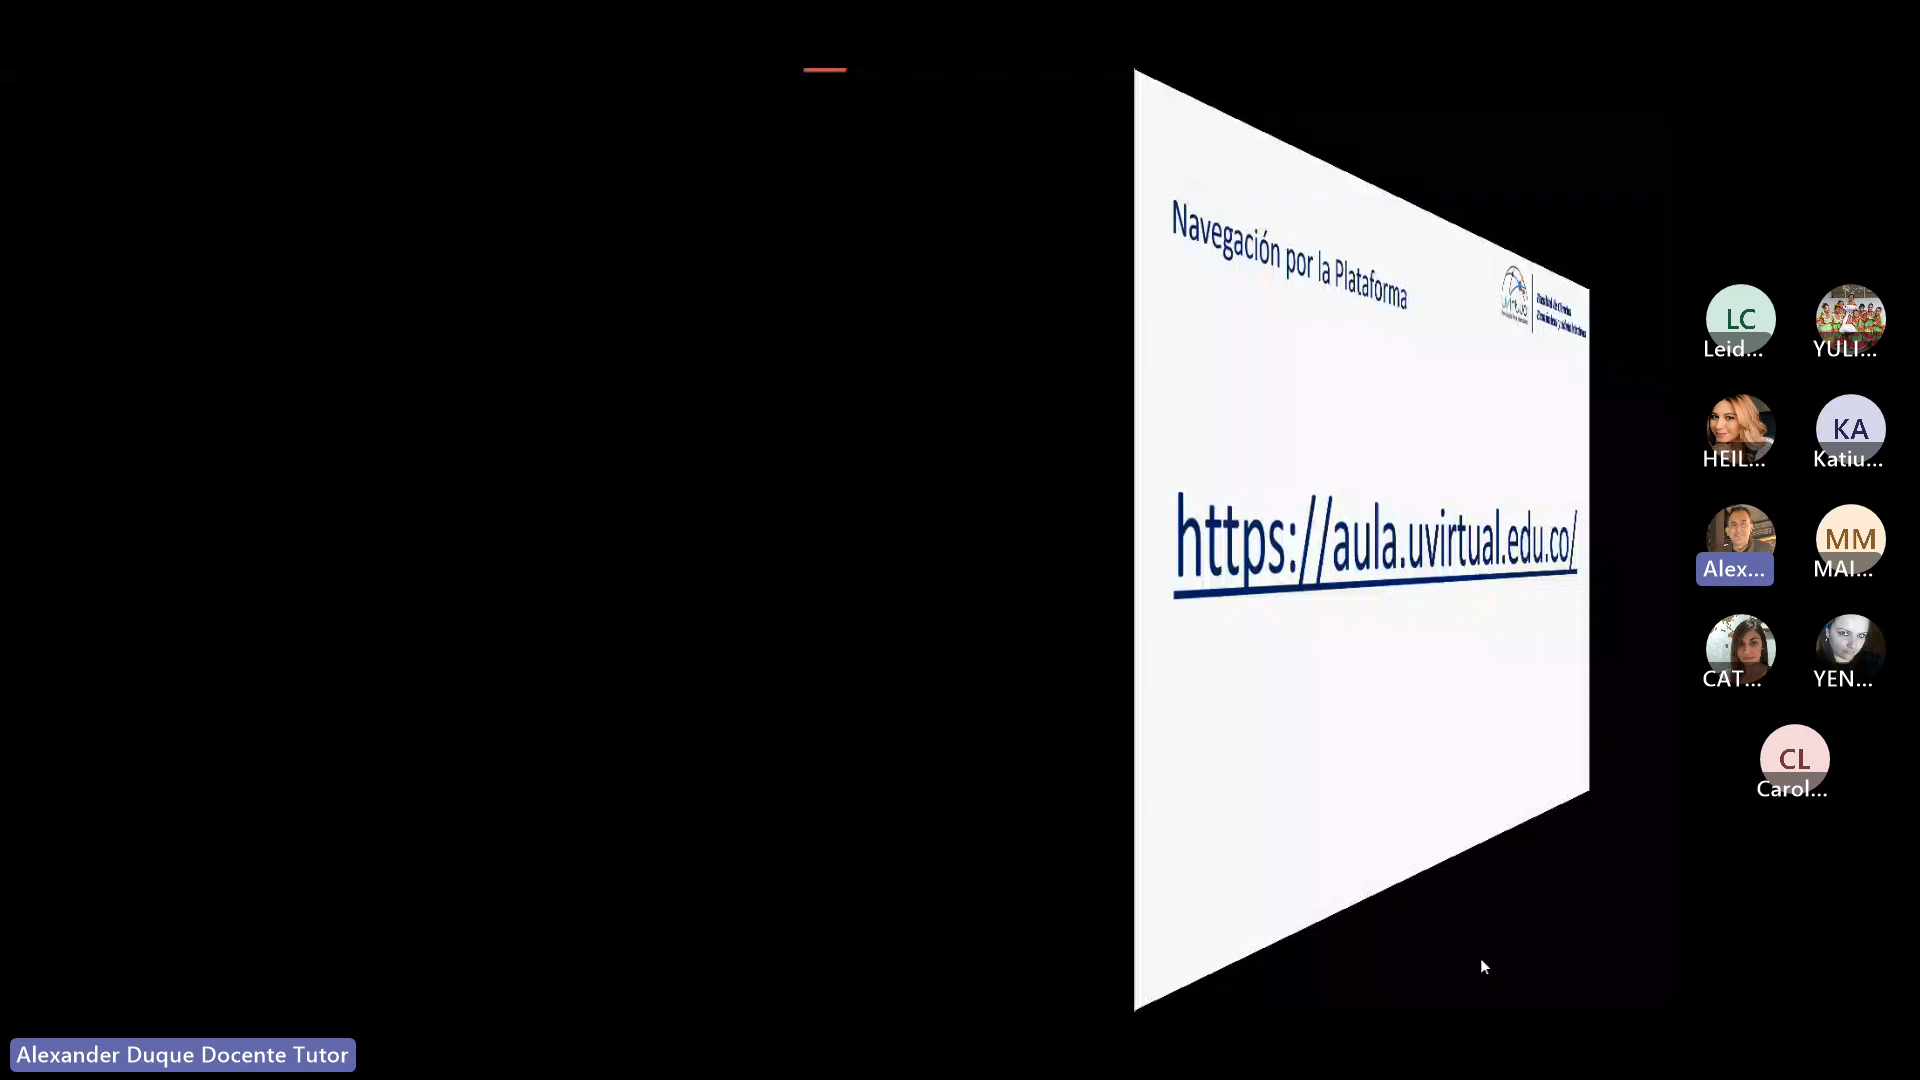 Navegación por la Plataforma
uvirtual
https://aula.uvirtual.edu.co/
LC
Leid...
YULI...
HEIL...
KA
Katiu...
Alex...
MM
MAI...
CAT...
YEN...
CL
Carol...
Alexander Duque Docente Tutor